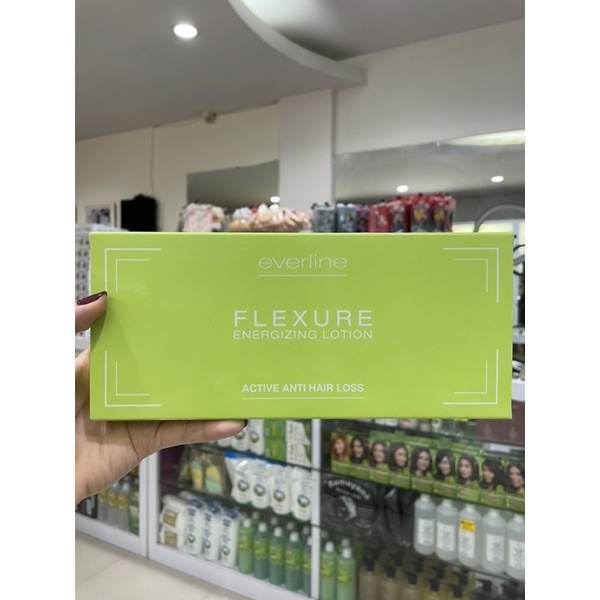 everline
FLEXURE
ENERGIZING LOTION
ACTIVE ANTI HAIR LOSS